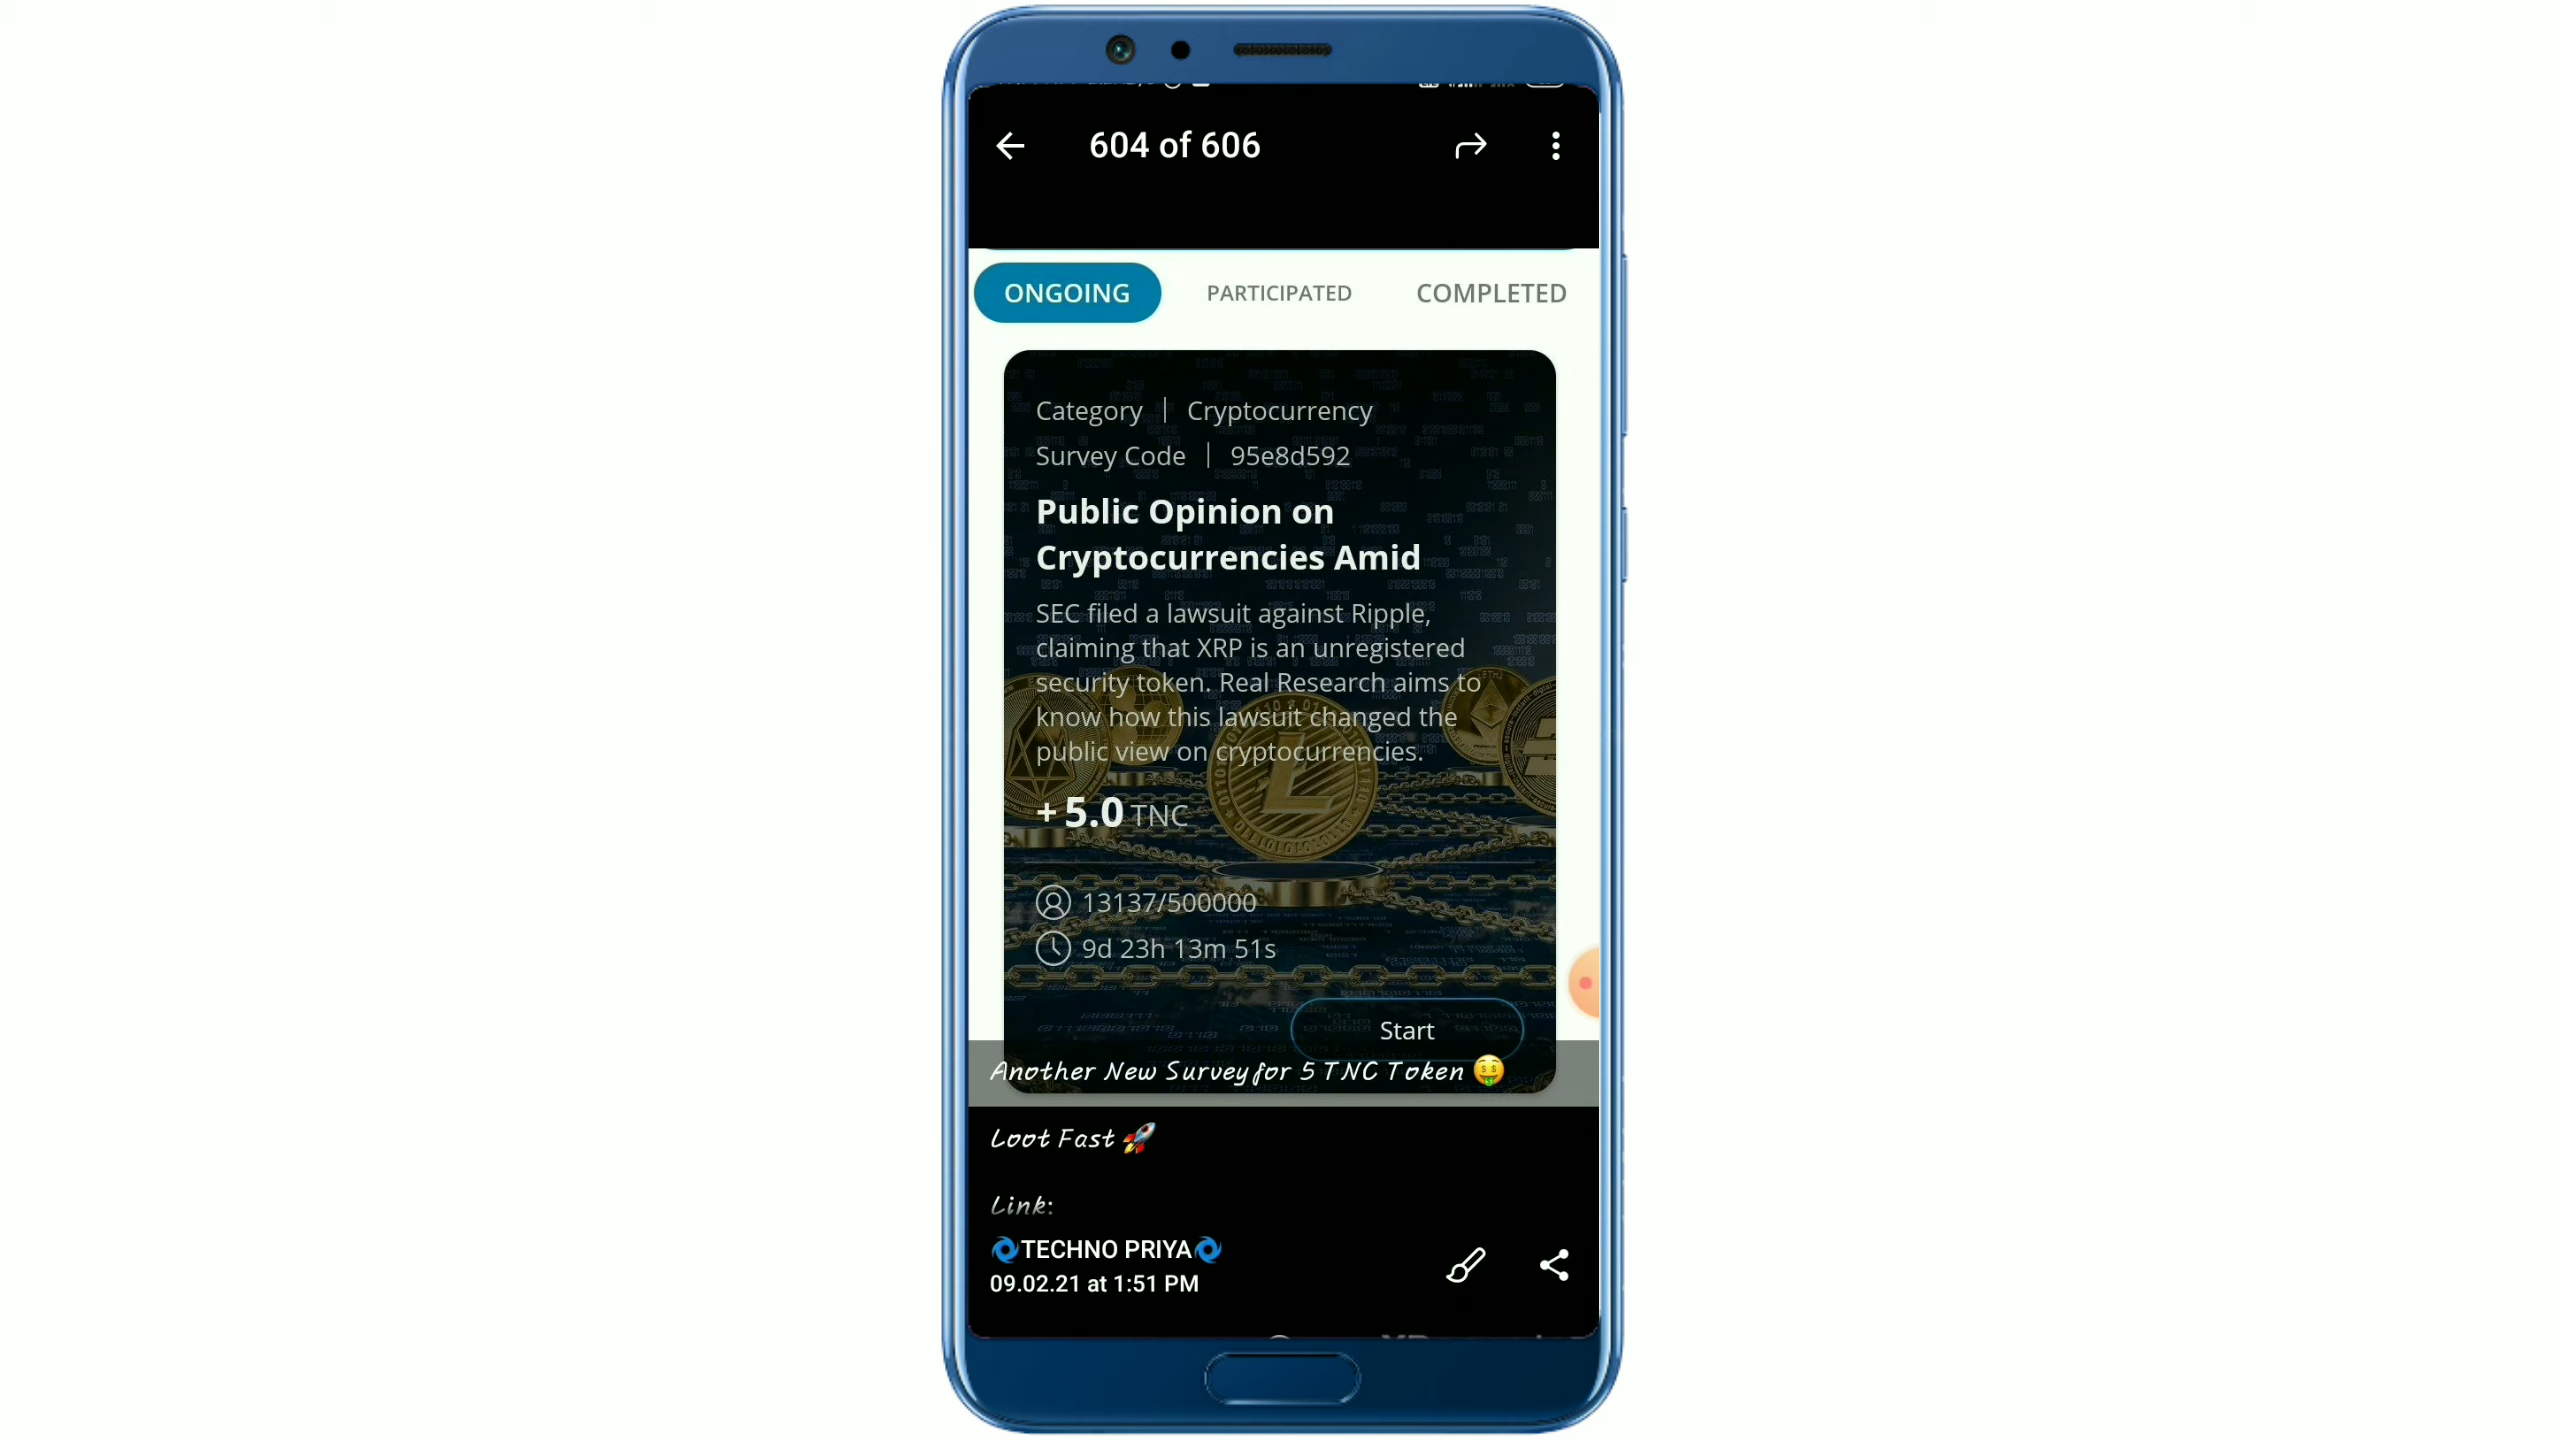 604 of 606
ONGOING PARTICIPATED COMPLETED
Category | Cryptocurrency
Survey Code | 95e8d592
Public Opinion on
Cryptocurrencies Amid
SEC filed a lawsuit against Ripple,
claiming that XRP is an unregistered
security token. Real Research aims to
know how this lawsuit changed the
public view on cryptocurrencies.
+ 5.0 TNC
13137/500000
9d 23h 13m 51s
Start
Another New Survey for 5 TNC Token 🤑
Loot Fast 🚀
Link:
🌀TECHNO PRIYA🌀
09.02.21 at 1:51 PM